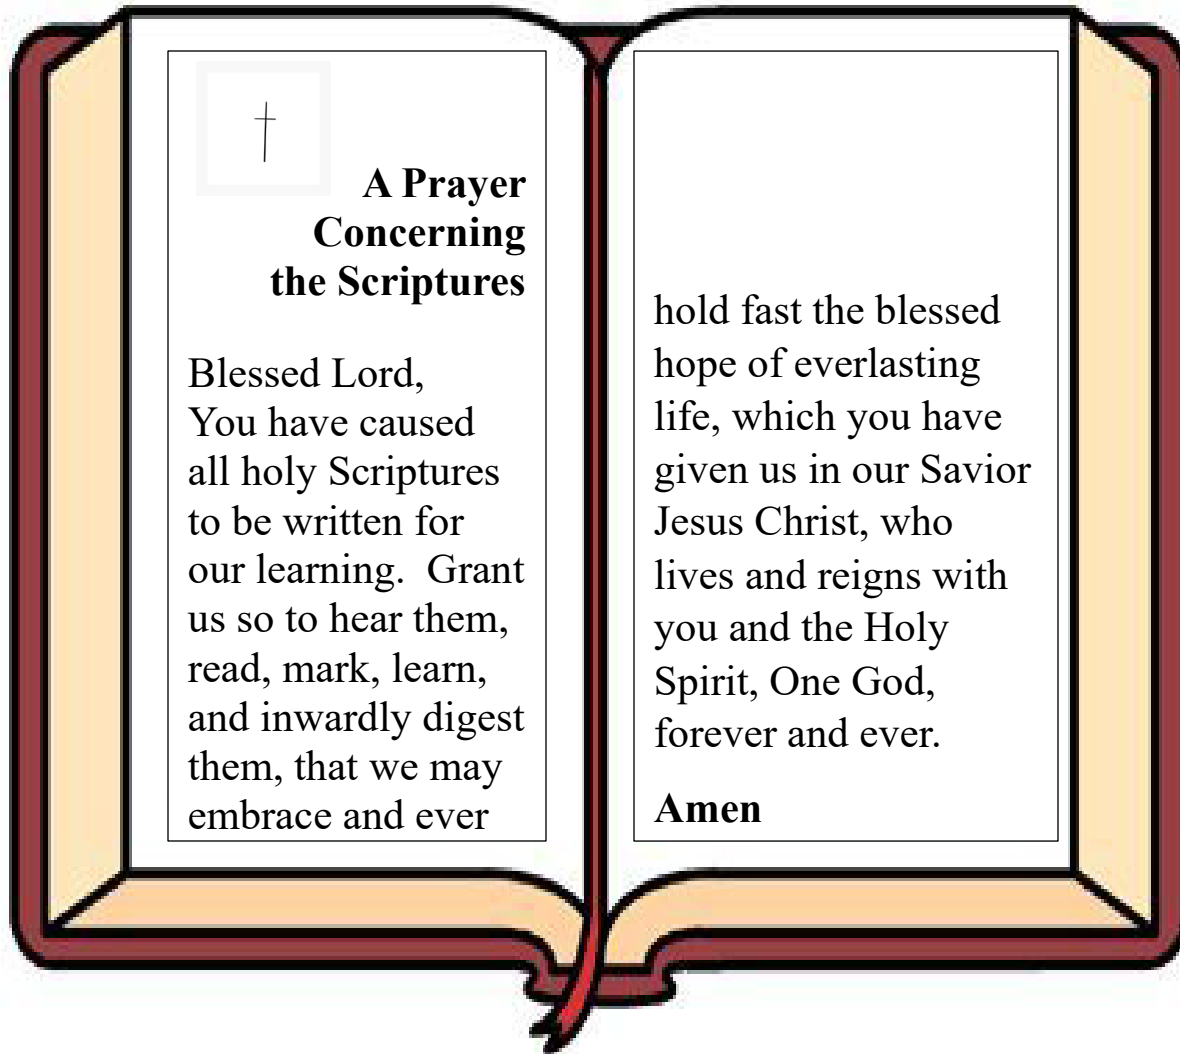 A Prayer
Concerning
the Scriptures
Blessed Lord,
You have caused
all holy Scriptures
to be written for
our learning.  Grant
us so to hear them,
read, mark, learn,
and inwardly digest
them, that we may
embrace and ever
hold fast the blessed
hope of everlasting
life, which you have
given us in our Savior
Jesus Christ, who
lives and reigns with
you and the Holy
Spirit, One God,
forever and ever.
Amen